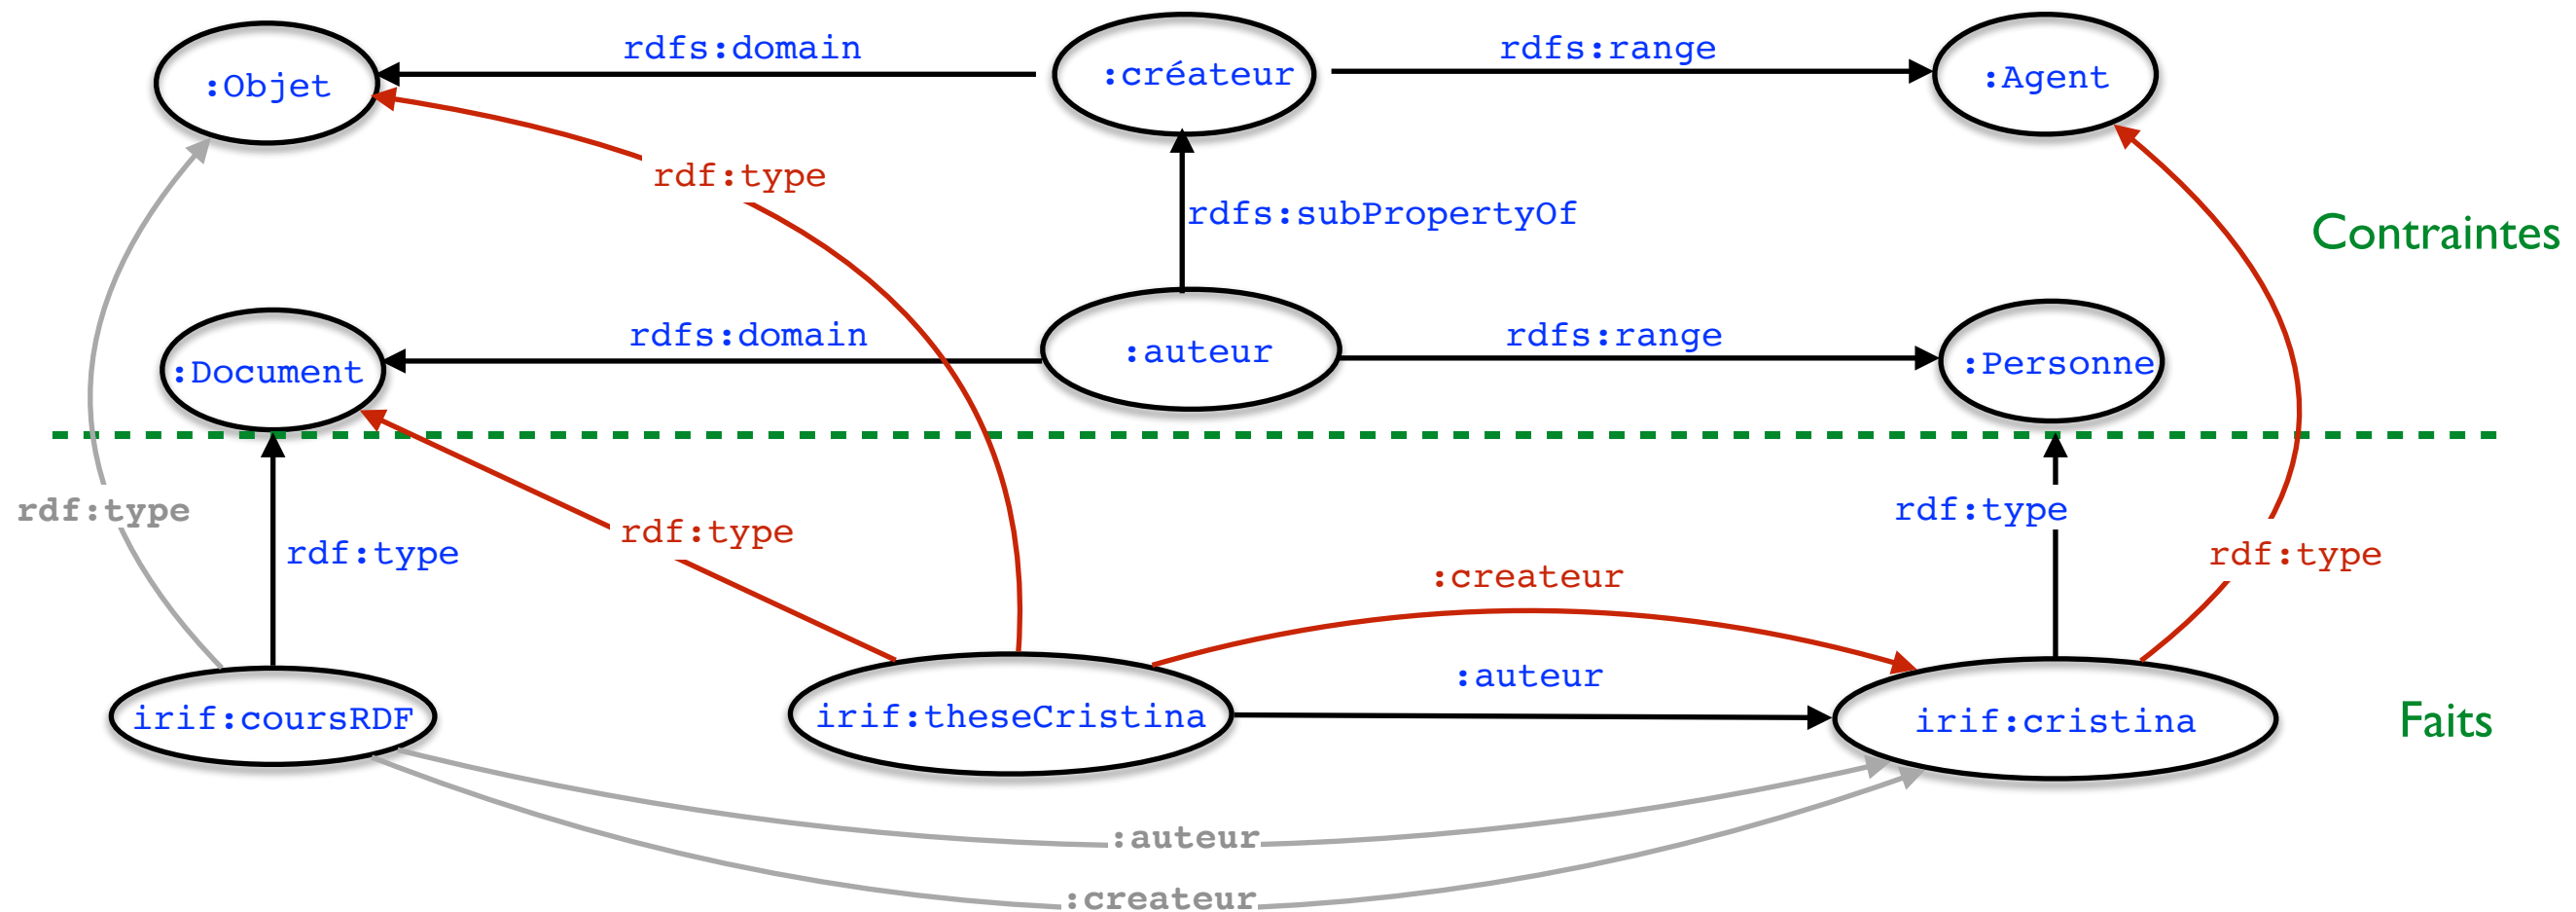 rdfs:domain
rdfs:range
:Objet
:créateur
:Agent
rdf:type
rdfs:subPropertyOf
Contraintes
rdfs:domain
rdfs:range
:Document
:auteur
:Personne
rdf:type
rdf:type
rdf:type
rdf:type
rdf:type
:createur
:auteur
irif:coursRDF
irif:theseCristina
irif:cristina
Faits
:auteur
:createur